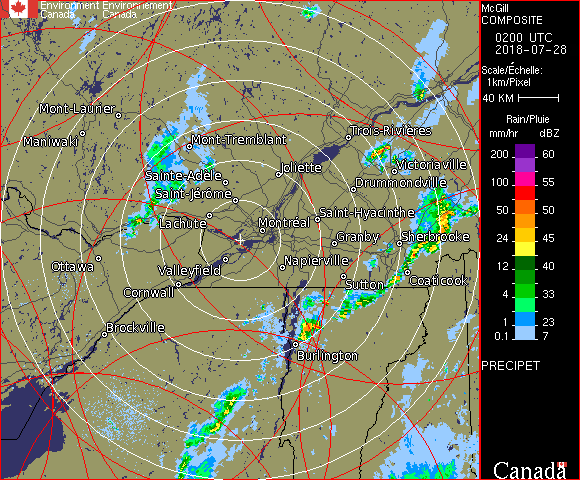 Environment Environnement
Canada Canada
Mont-Laurier
Maniwaki
Mont-Tremblant
Trois-Rivières
Sainte-Adèle
Joliette
Victoriaville
Saint-Jérôme
Drummondville
Lachute
Montréal
Saint-Hyacinthe
Granby
Sherbrooke
Ottawa
Valleyfield
Napierville
Cornwall
Sutton
Coaticook
Brockville
Burlington
McGill
COMPOSITE
0200 UTC
2018-07-28
Scale/Échelle:
1km/Pixel
40 KM
Rain/Pluie
mm/hr dBZ
200 60
100 55
50 50
24 45
12 40
4 33
1 23
0.1 7
PRECIPET
Canada